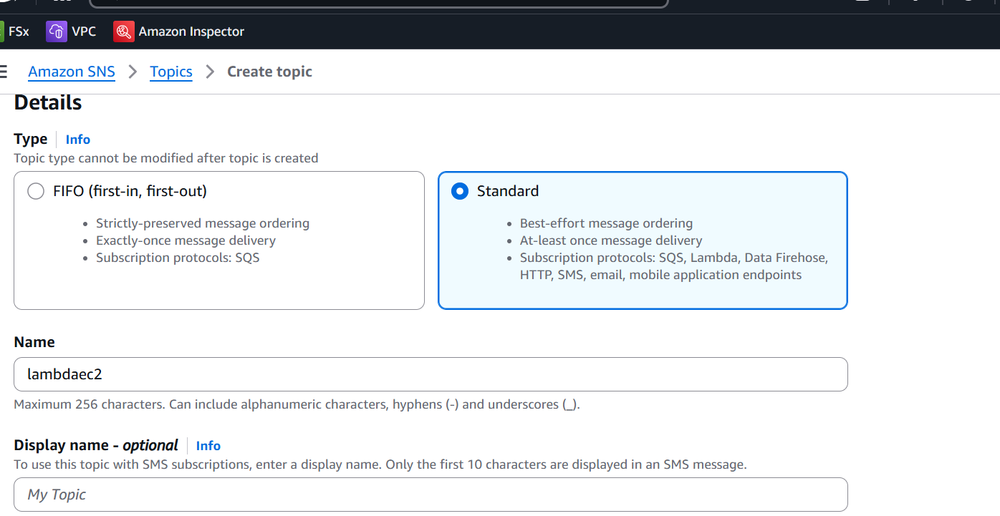 FSx VPC Amazon Inspector
Amazon SNS Topics Create topic
Details
Type Info
Topic type cannot be modified after topic is created
FIFO (first-in, first-out)
Strictly-preserved message ordering
Exactly-once message delivery
Subscription protocols: SQS
Standard
Best-effort message ordering
At-least once message delivery
Subscription protocols: SQS, Lambda, Data Firehose,
HTTP, SMS, email, mobile application endpoints
Name
lambdaec2
Maximum 256 characters. Can include alphanumeric characters, hyphens (-) and underscores (_).
Display name - optional Info
To use this topic with SMS subscriptions, enter a display name. Only the first 10 characters are displayed in an SMS message.
My Topic